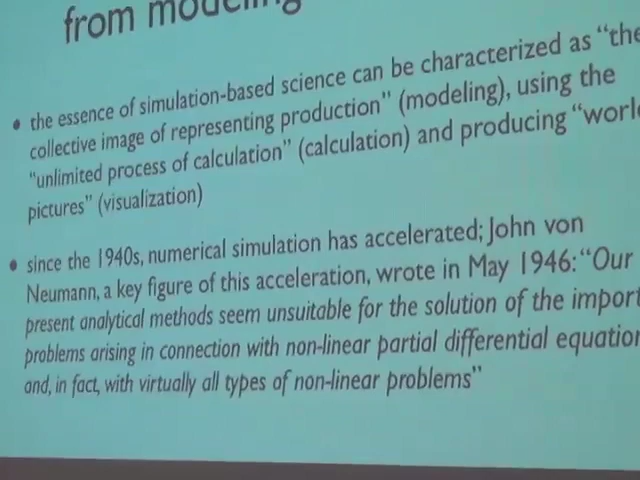 from modeling
• the essence of simulation-based science can be characterized as “the
collective image of representing production” (modeling), using the
“unlimited process of calculation” (calculation) and producing “worl
pictures” (visualization)
• since the 1940s, numerical simulation has accelerated; John von
Neumann, a key figure of this acceleration, wrote in May 1946: “Our
present analytical methods seem unsuitable for the solution of the import
problems arising in connection with non-linear partial differential equation
and, in fact, with virtually all types of non-linear problems”